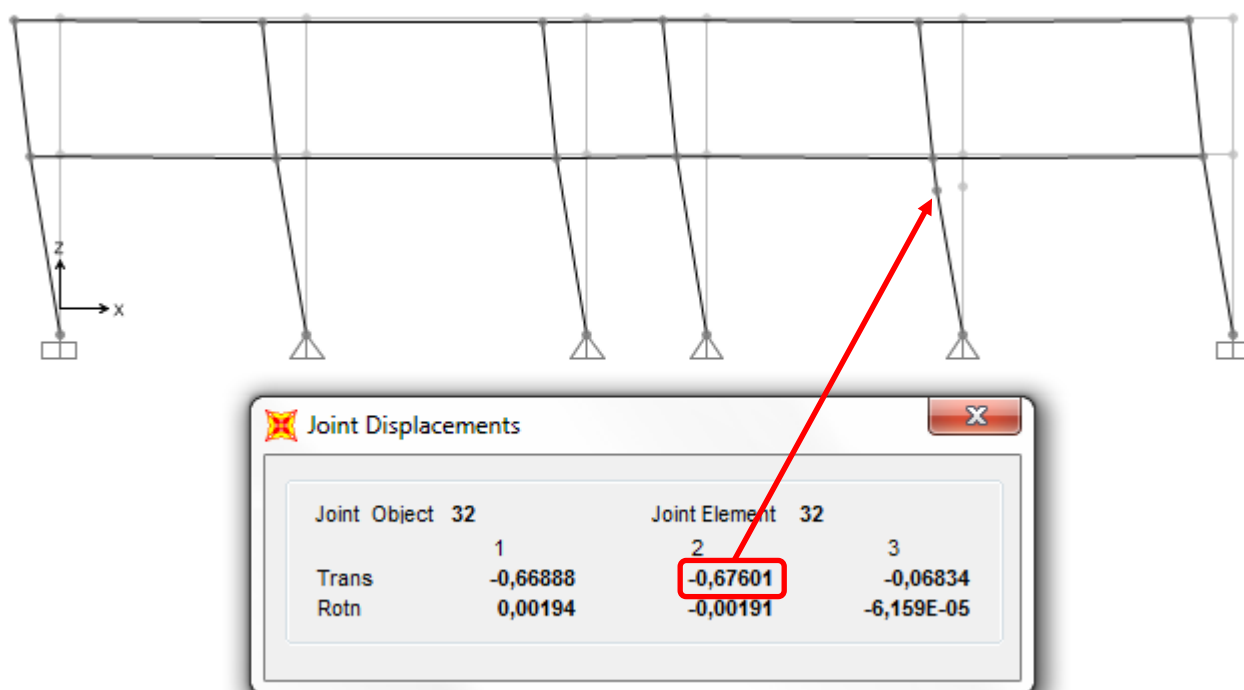 z
x
Joint Displacements
Joint Object 32 Joint Element 32
1 2 3
Trans -0,66888 -0,67601 -0,06834
Rotn 0,00194 -0,00191 -6,159E-05